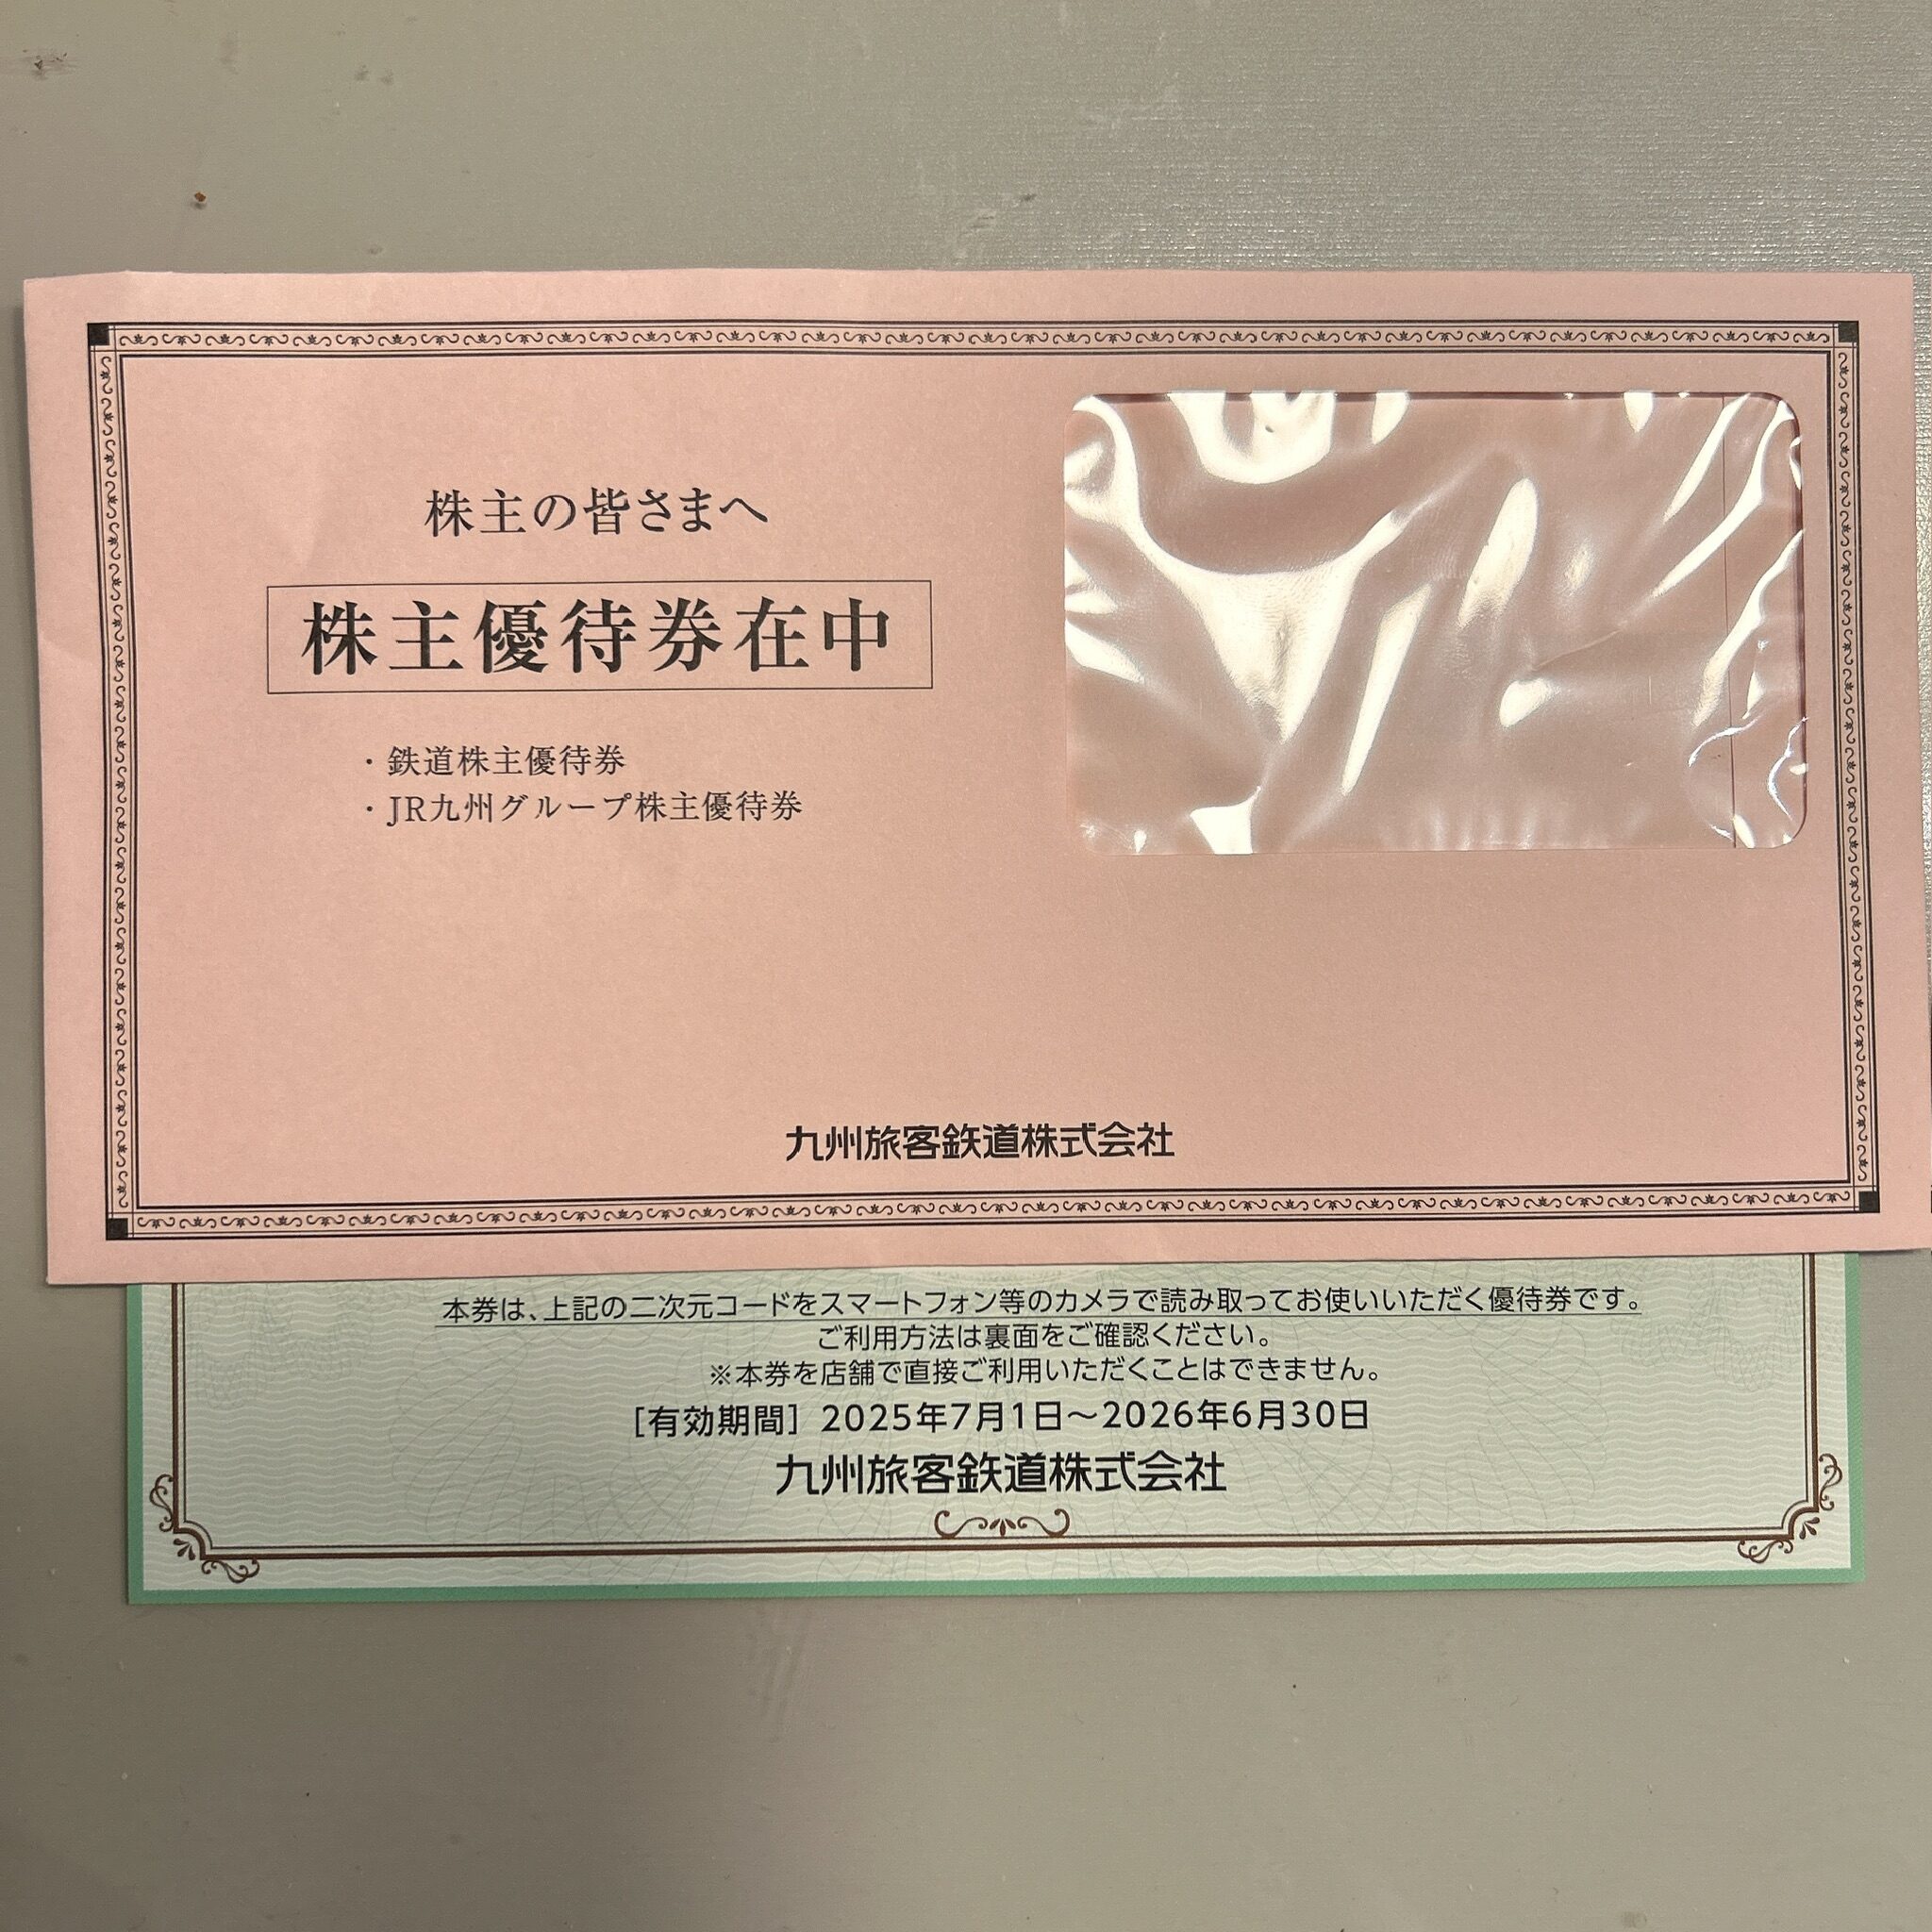 株主の皆さまへ
株主優待券在中
・鉄道株主優待券
・JR九州グループ株主優待券
九州旅客鉄道株式会社
本券は、上記の二次元コードをスマートフォン等のカメラで読み取ってお使いいただく優待券です。
ご利用方法は裏面をご確認ください。
※本券を店舗で直接ご利用いただくことはできません。
[有効期間] 2025年7月1日〜2026年6月30日
九州旅客鉄道株式会社